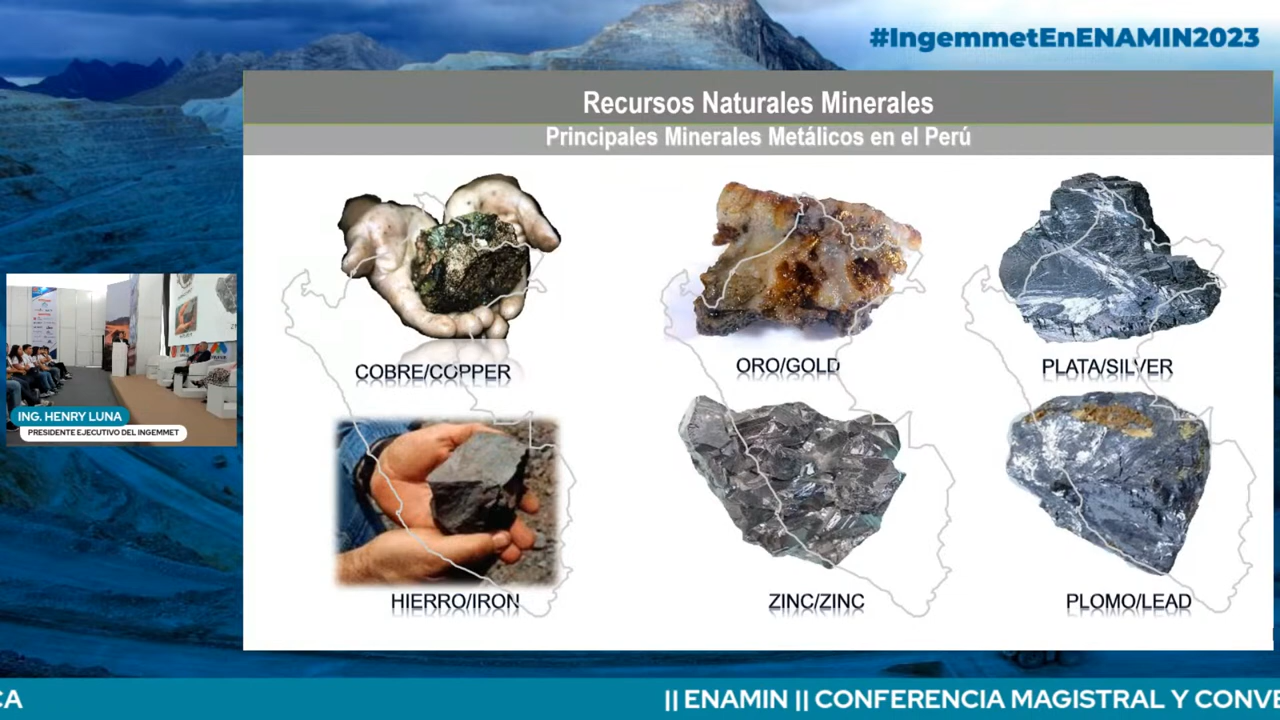 #IngemmetEnENAMIN2023
Recursos Naturales Minerales
Principales Minerales Metálicos en el Perú
COBRE/COPPER
ORO/GOLD
PLATA/SILVER
HIERRO/IRON
ZINC/ZINC
PLOMO/LEAD
ING. HENRY LUNA
PRESIDENTE EJECUTIVO DEL INGEMMET
CA || ENAMIN || CONFERENCIA MAGISTRAL Y CONVE